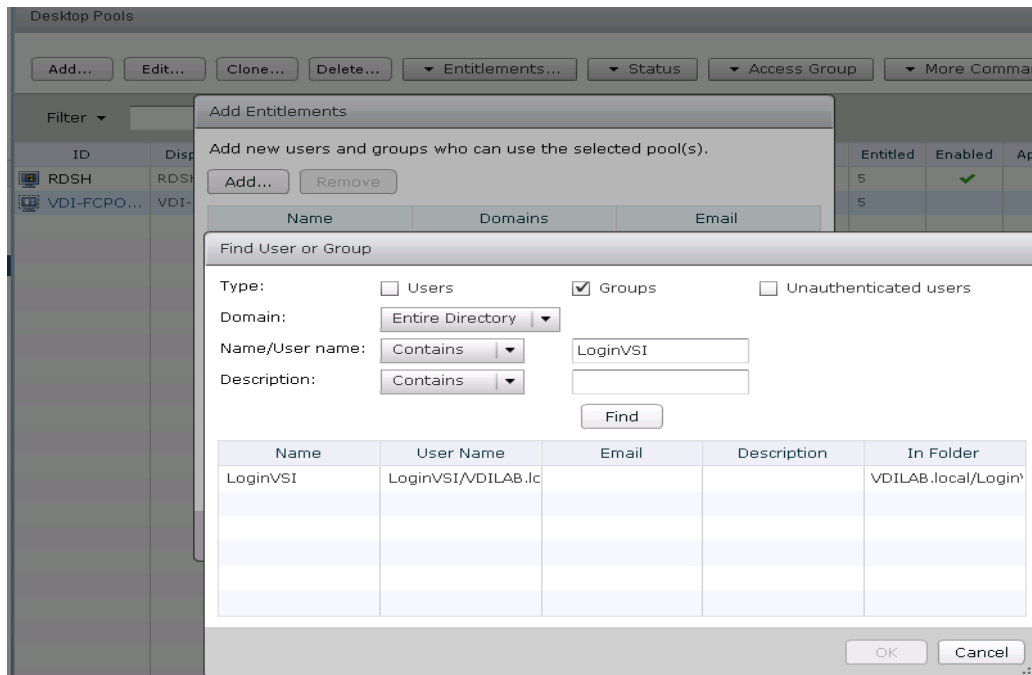 Desktop Pools
Add... Edit... Clone... Delete... Entitlements... Status Access Group More Comma
Filter
Add Entitlements
Add new users and groups who can use the selected pool(s).
ID Disp Entitled Enabled Ap
Add... Remove
RDSH RDSH 5
VDI-FCPO... VDI- 5
Name Domains Email
Find User or Group
Type: Users Groups Unauthenticated users
Domain: Entire Directory
Name/User name: Contains LoginVSI
Description: Contains
Find
Name User Name Email Description In Folder
LoginVSI LoginVSI/VDILAB.lc VDILAB.local/Login
OK Cancel